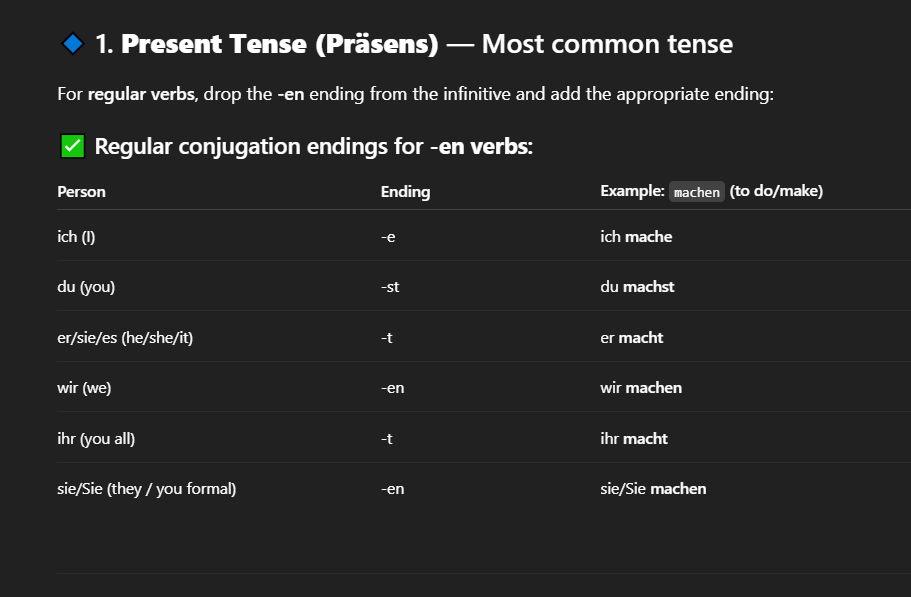 🔷 1. Present Tense (Präsens) — Most common tense
For regular verbs, drop the -en ending from the infinitive and add the appropriate ending:
✅ Regular conjugation endings for -en verbs:
Person Ending Example: machen (to do/make)
ich (I) -e ich mache
du (you) -st du machst
er/sie/es (he/she/it) -t er macht
wir (we) -en wir machen
ihr (you all) -t ihr macht
sie/Sie (they / you formal) -en sie/Sie machen